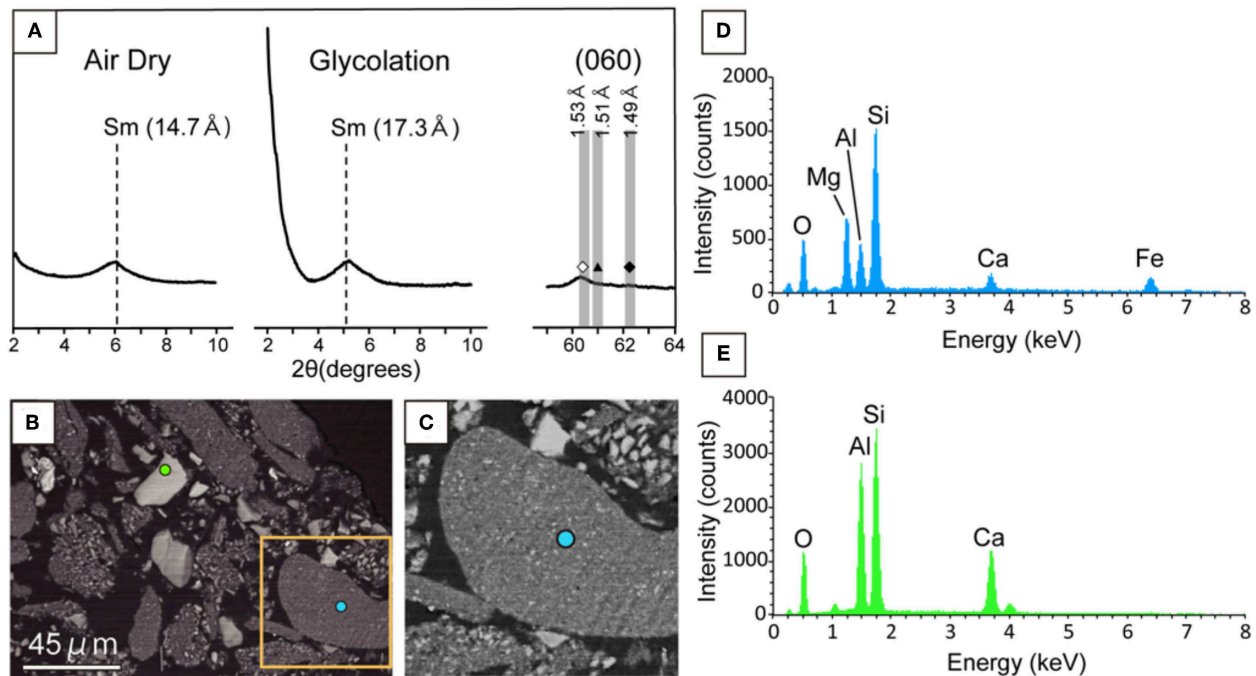 A
Air Dry
Glycolation
(060)
Sm (14.7 Å)
Sm (17.3 Å)
1.53 Å
1.51 Å
1.49 Å
2 4 6 8 10
2 4 6 8 10
60 62 64
2θ(degrees)
B
45 μm
C
D
Intensity (counts)
2000
1500
1000
500
0
O
Mg
Al
Si
Ca
Fe
0 1 2 3 4 5 6 7 8
Energy (keV)
E
Intensity (counts)
4000
3000
2000
1000
0
O
Al
Si
Ca
0 1 2 3 4 5 6 7 8
Energy (keV)